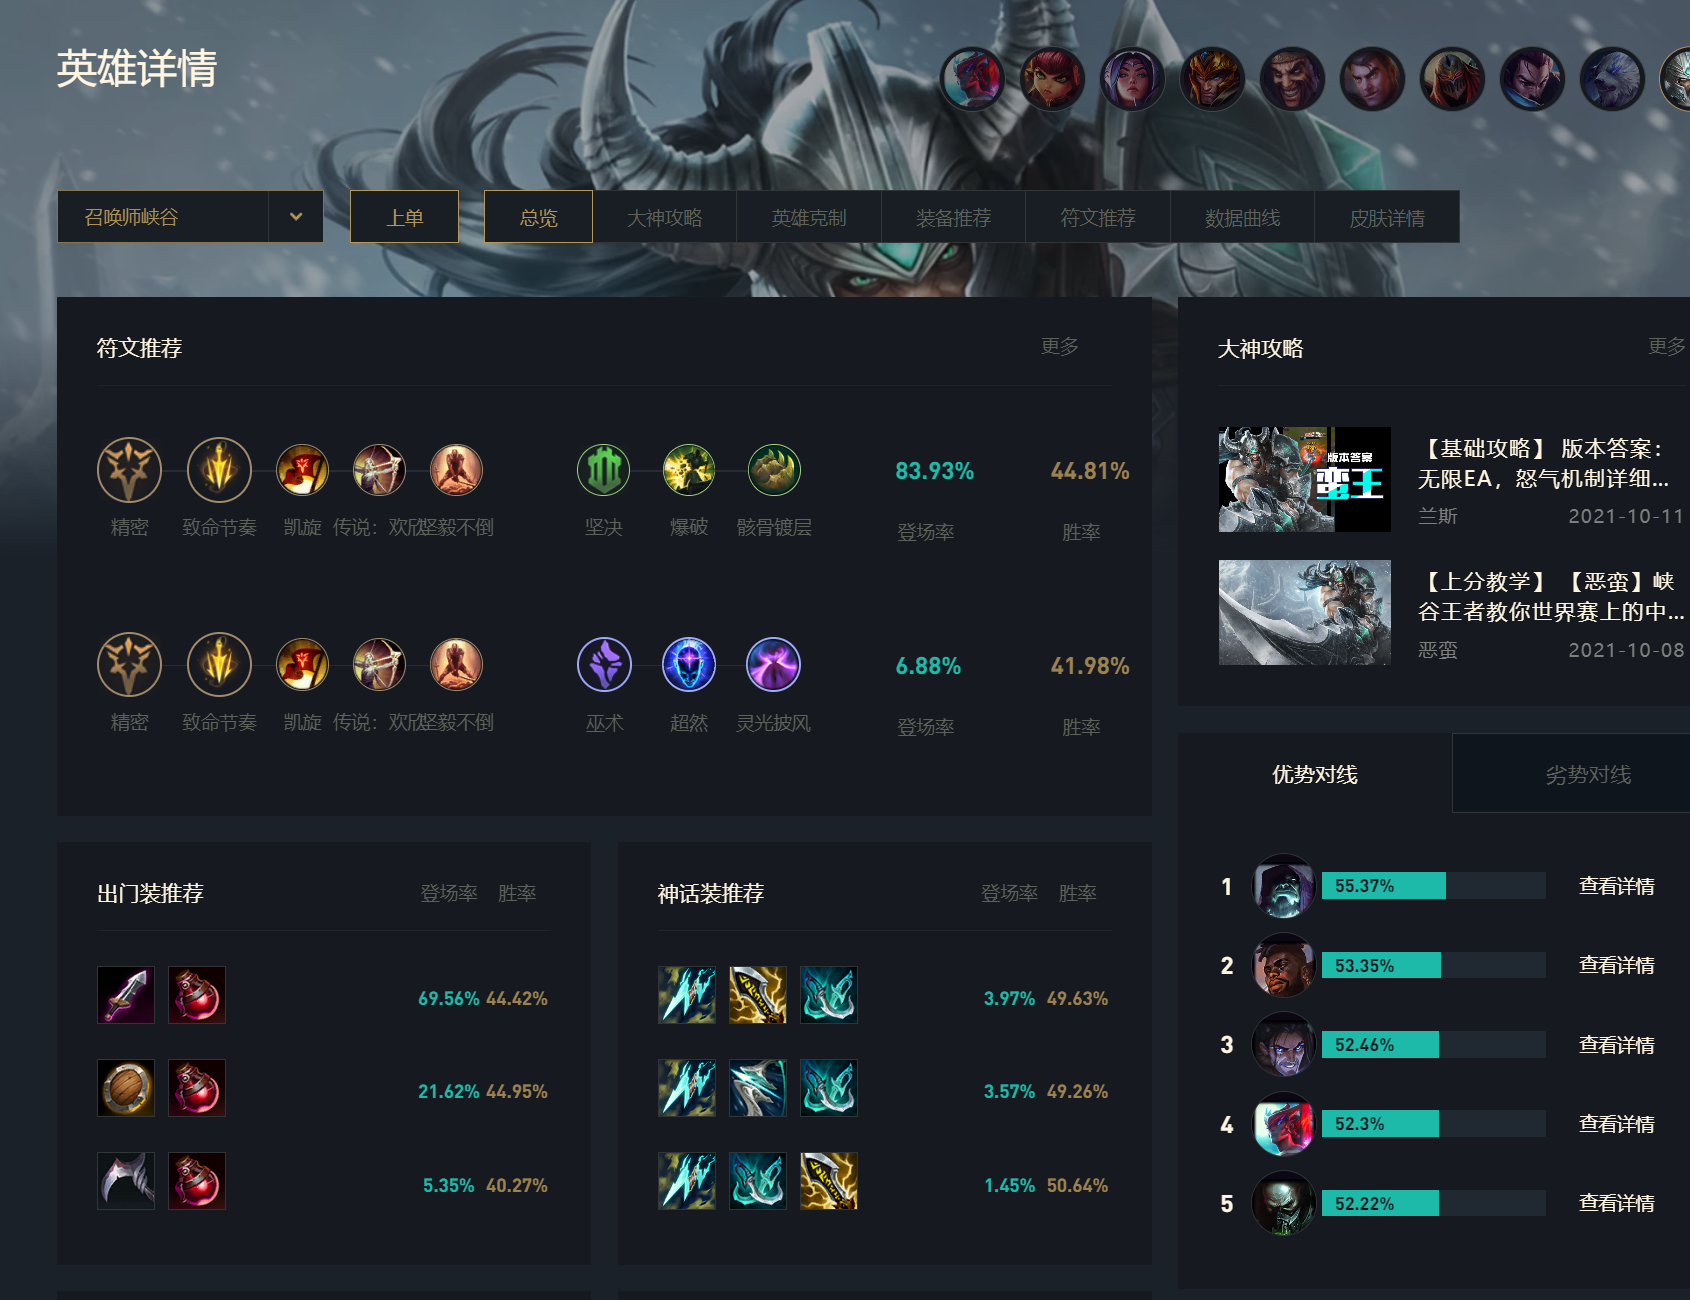 英雄详情
召唤师峡谷
上单
总览
大神攻略
英雄克制
装备推荐
符文推荐
数据曲线
皮肤详情
符文推荐
更多
精密
致命节奏
凯旋
传说：欢欣
坚毅不倒
坚决
爆破
骸骨镀层
83.93%
登场率
44.81%
胜率
精密
致命节奏
凯旋
传说：欢欣
坚毅不倒
巫术
超然
灵光披风
6.88%
登场率
41.98%
胜率
出门装推荐
登场率
胜率
69.56% 44.42%
21.62% 44.95%
5.35% 40.27%
神话装推荐
登场率
胜率
3.97% 49.63%
3.57% 49.26%
1.45% 50.64%
大神攻略
更多
版本答案
蛮王
【基础攻略】 版本答案：
无限EA，怒气机制详细...
兰斯
2021-10-11
【上分教学】 【恶蛮】峡
谷王者教你世界赛上的中...
恶蛮
2021-10-08
优势对线
劣势对线
1 55.37% 查看详情
2 53.35% 查看详情
3 52.46% 查看详情
4 52.3% 查看详情
5 52.22% 查看详情